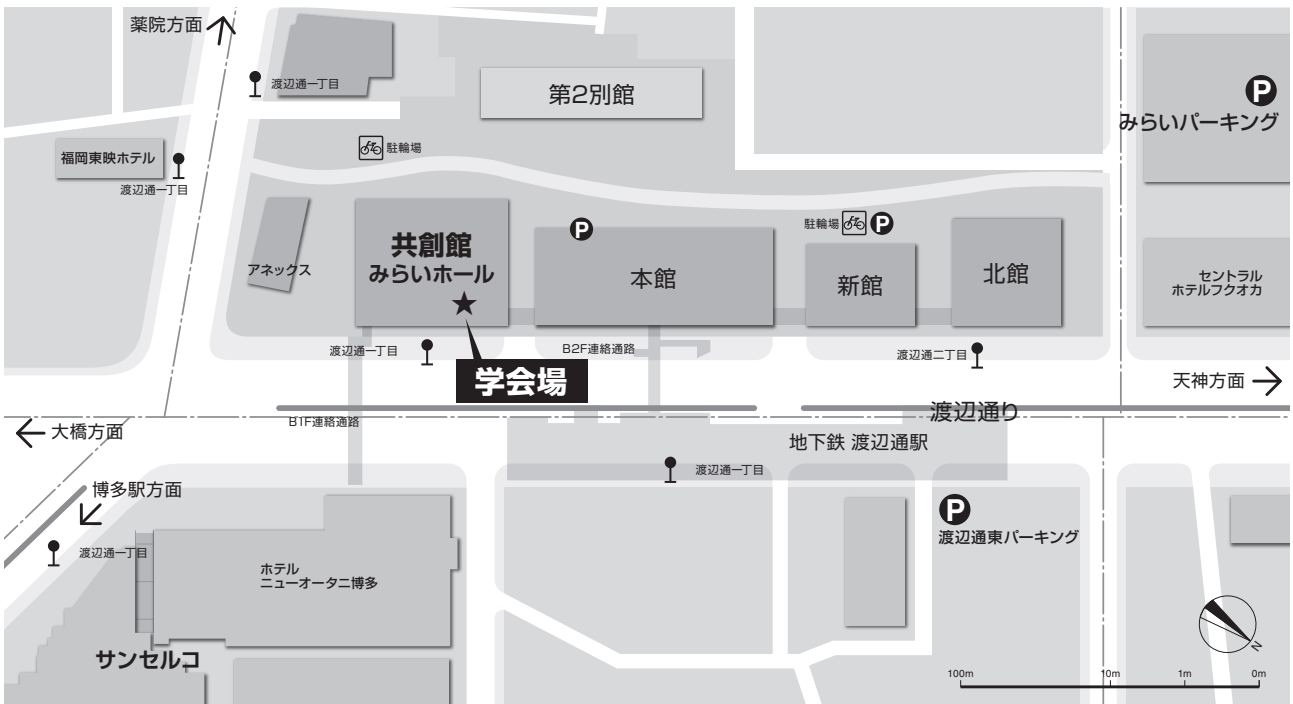 薬院方面
渡辺通一丁目
第2別館
P
みらいパーキング
福岡東映ホテル
渡辺通一丁目
駐輪場
アネックス
共創館
みらいホール
P
本館
駐輪場 P
新館
北館
セントラル
ホテルフクオカ
渡辺通一丁目
B2F連絡通路
渡辺通二丁目
学会場
天神方面
大橋方面
B1F連絡通路
渡辺通り
地下鉄 渡辺通駅
渡辺通一丁目
博多駅方面
渡辺通一丁目
P
渡辺通東パーキング
ホテル
ニューオータニ博多
サンセルコ
N
100m 10m 1m 0m